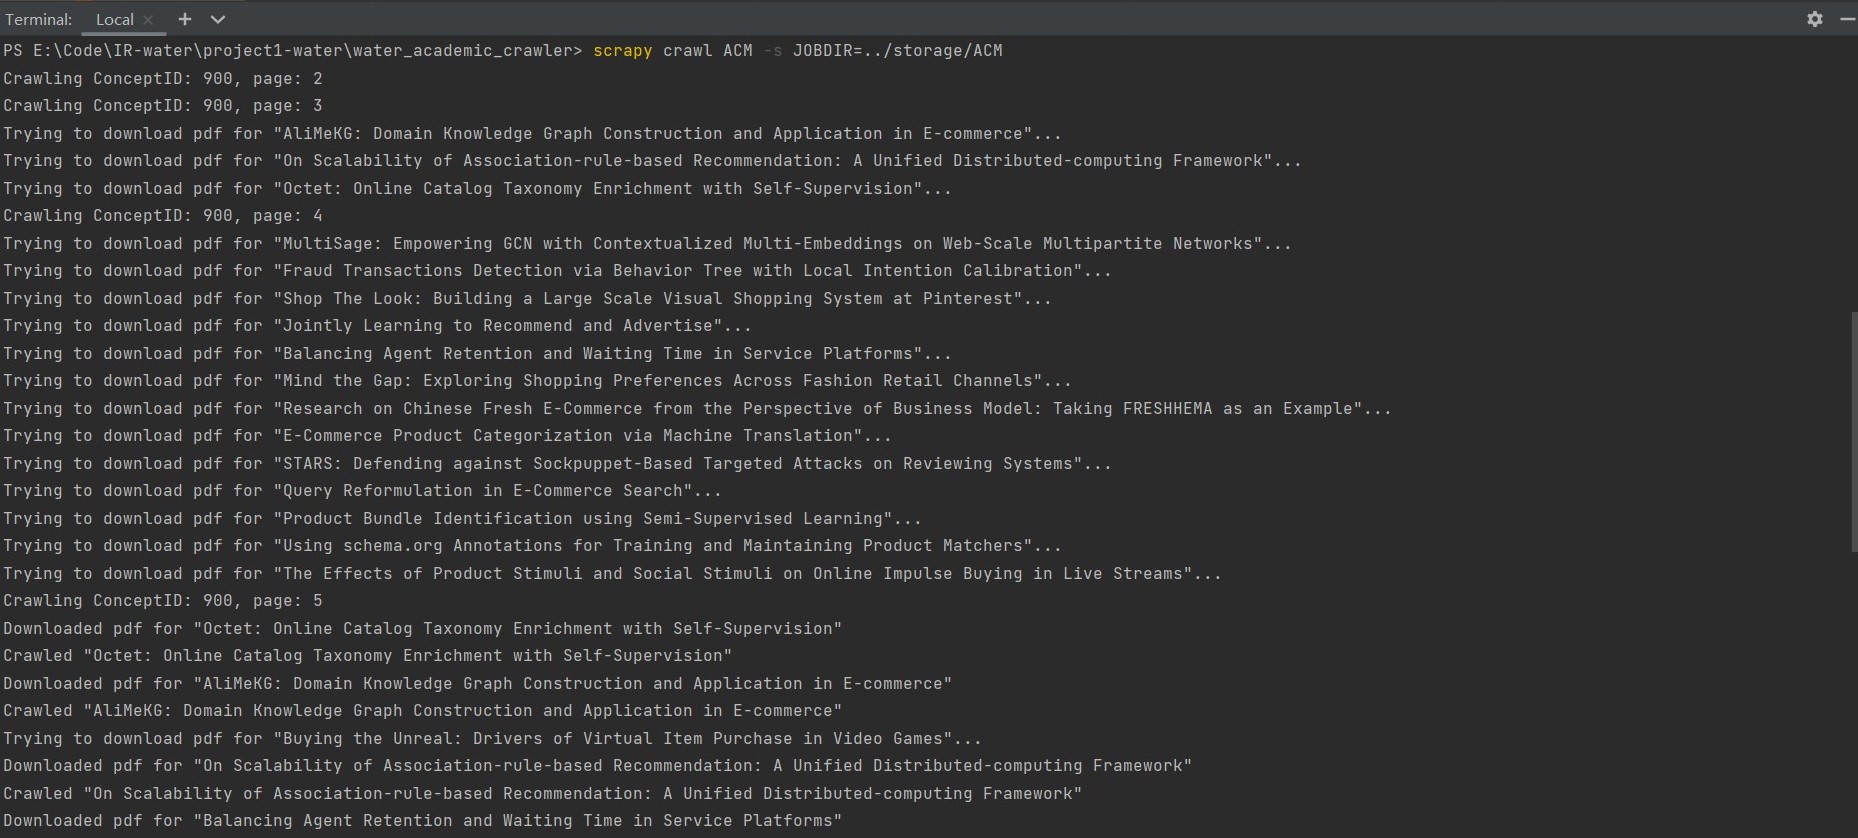 Terminal: Local × + 
PS E:\Code\IR-water\project1-water\water_academic_crawler> scrapy crawl ACM -s JOBDIR=../storage/ACM
Crawling ConceptID: 900, page: 2
Crawling ConceptID: 900, page: 3
Trying to download pdf for "AliMeKG: Domain Knowledge Graph Construction and Application in E-commerce"...
Trying to download pdf for "On Scalability of Association-rule-based Recommendation: A Unified Distributed-computing Framework"...
Trying to download pdf for "Octet: Online Catalog Taxonomy Enrichment with Self-Supervision"...
Crawling ConceptID: 900, page: 4
Trying to download pdf for "MultiSage: Empowering GCN with Contextualized Multi-Embeddings on Web-Scale Multipartite Networks"...
Trying to download pdf for "Fraud Transactions Detection via Behavior Tree with Local Intention Calibration"...
Trying to download pdf for "Shop The Look: Building a Large Scale Visual Shopping System at Pinterest"...
Trying to download pdf for "Jointly Learning to Recommend and Advertise"...
Trying to download pdf for "Balancing Agent Retention and Waiting Time in Service Platforms"...
Trying to download pdf for "Mind the Gap: Exploring Shopping Preferences Across Fashion Retail Channels"...
Trying to download pdf for "Research on Chinese Fresh E-Commerce from the Perspective of Business Model: Taking FRESHHEMA as an Example"...
Trying to download pdf for "E-Commerce Product Categorization via Machine Translation"...
Trying to download pdf for "STARS: Defending against Sockpuppet-Based Targeted Attacks on Reviewing Systems"...
Trying to download pdf for "Query Reformulation in E-Commerce Search"...
Trying to download pdf for "Product Bundle Identification using Semi-Supervised Learning"...
Trying to download pdf for "Using schema.org Annotations for Training and Maintaining Product Matchers"...
Trying to download pdf for "The Effects of Product Stimuli and Social Stimuli on Online Impulse Buying in Live Streams"...
Crawling ConceptID: 900, page: 5
Downloaded pdf for "Octet: Online Catalog Taxonomy Enrichment with Self-Supervision"
Crawled "Octet: Online Catalog Taxonomy Enrichment with Self-Supervision"
Downloaded pdf for "AliMeKG: Domain Knowledge Graph Construction and Application in E-commerce"
Crawled "AliMeKG: Domain Knowledge Graph Construction and Application in E-commerce"
Trying to download pdf for "Buying the Unreal: Drivers of Virtual Item Purchase in Video Games"...
Downloaded pdf for "On Scalability of Association-rule-based Recommendation: A Unified Distributed-computing Framework"
Crawled "On Scalability of Association-rule-based Recommendation: A Unified Distributed-computing Framework"
Downloaded pdf for "Balancing Agent Retention and Waiting Time in Service Platforms"